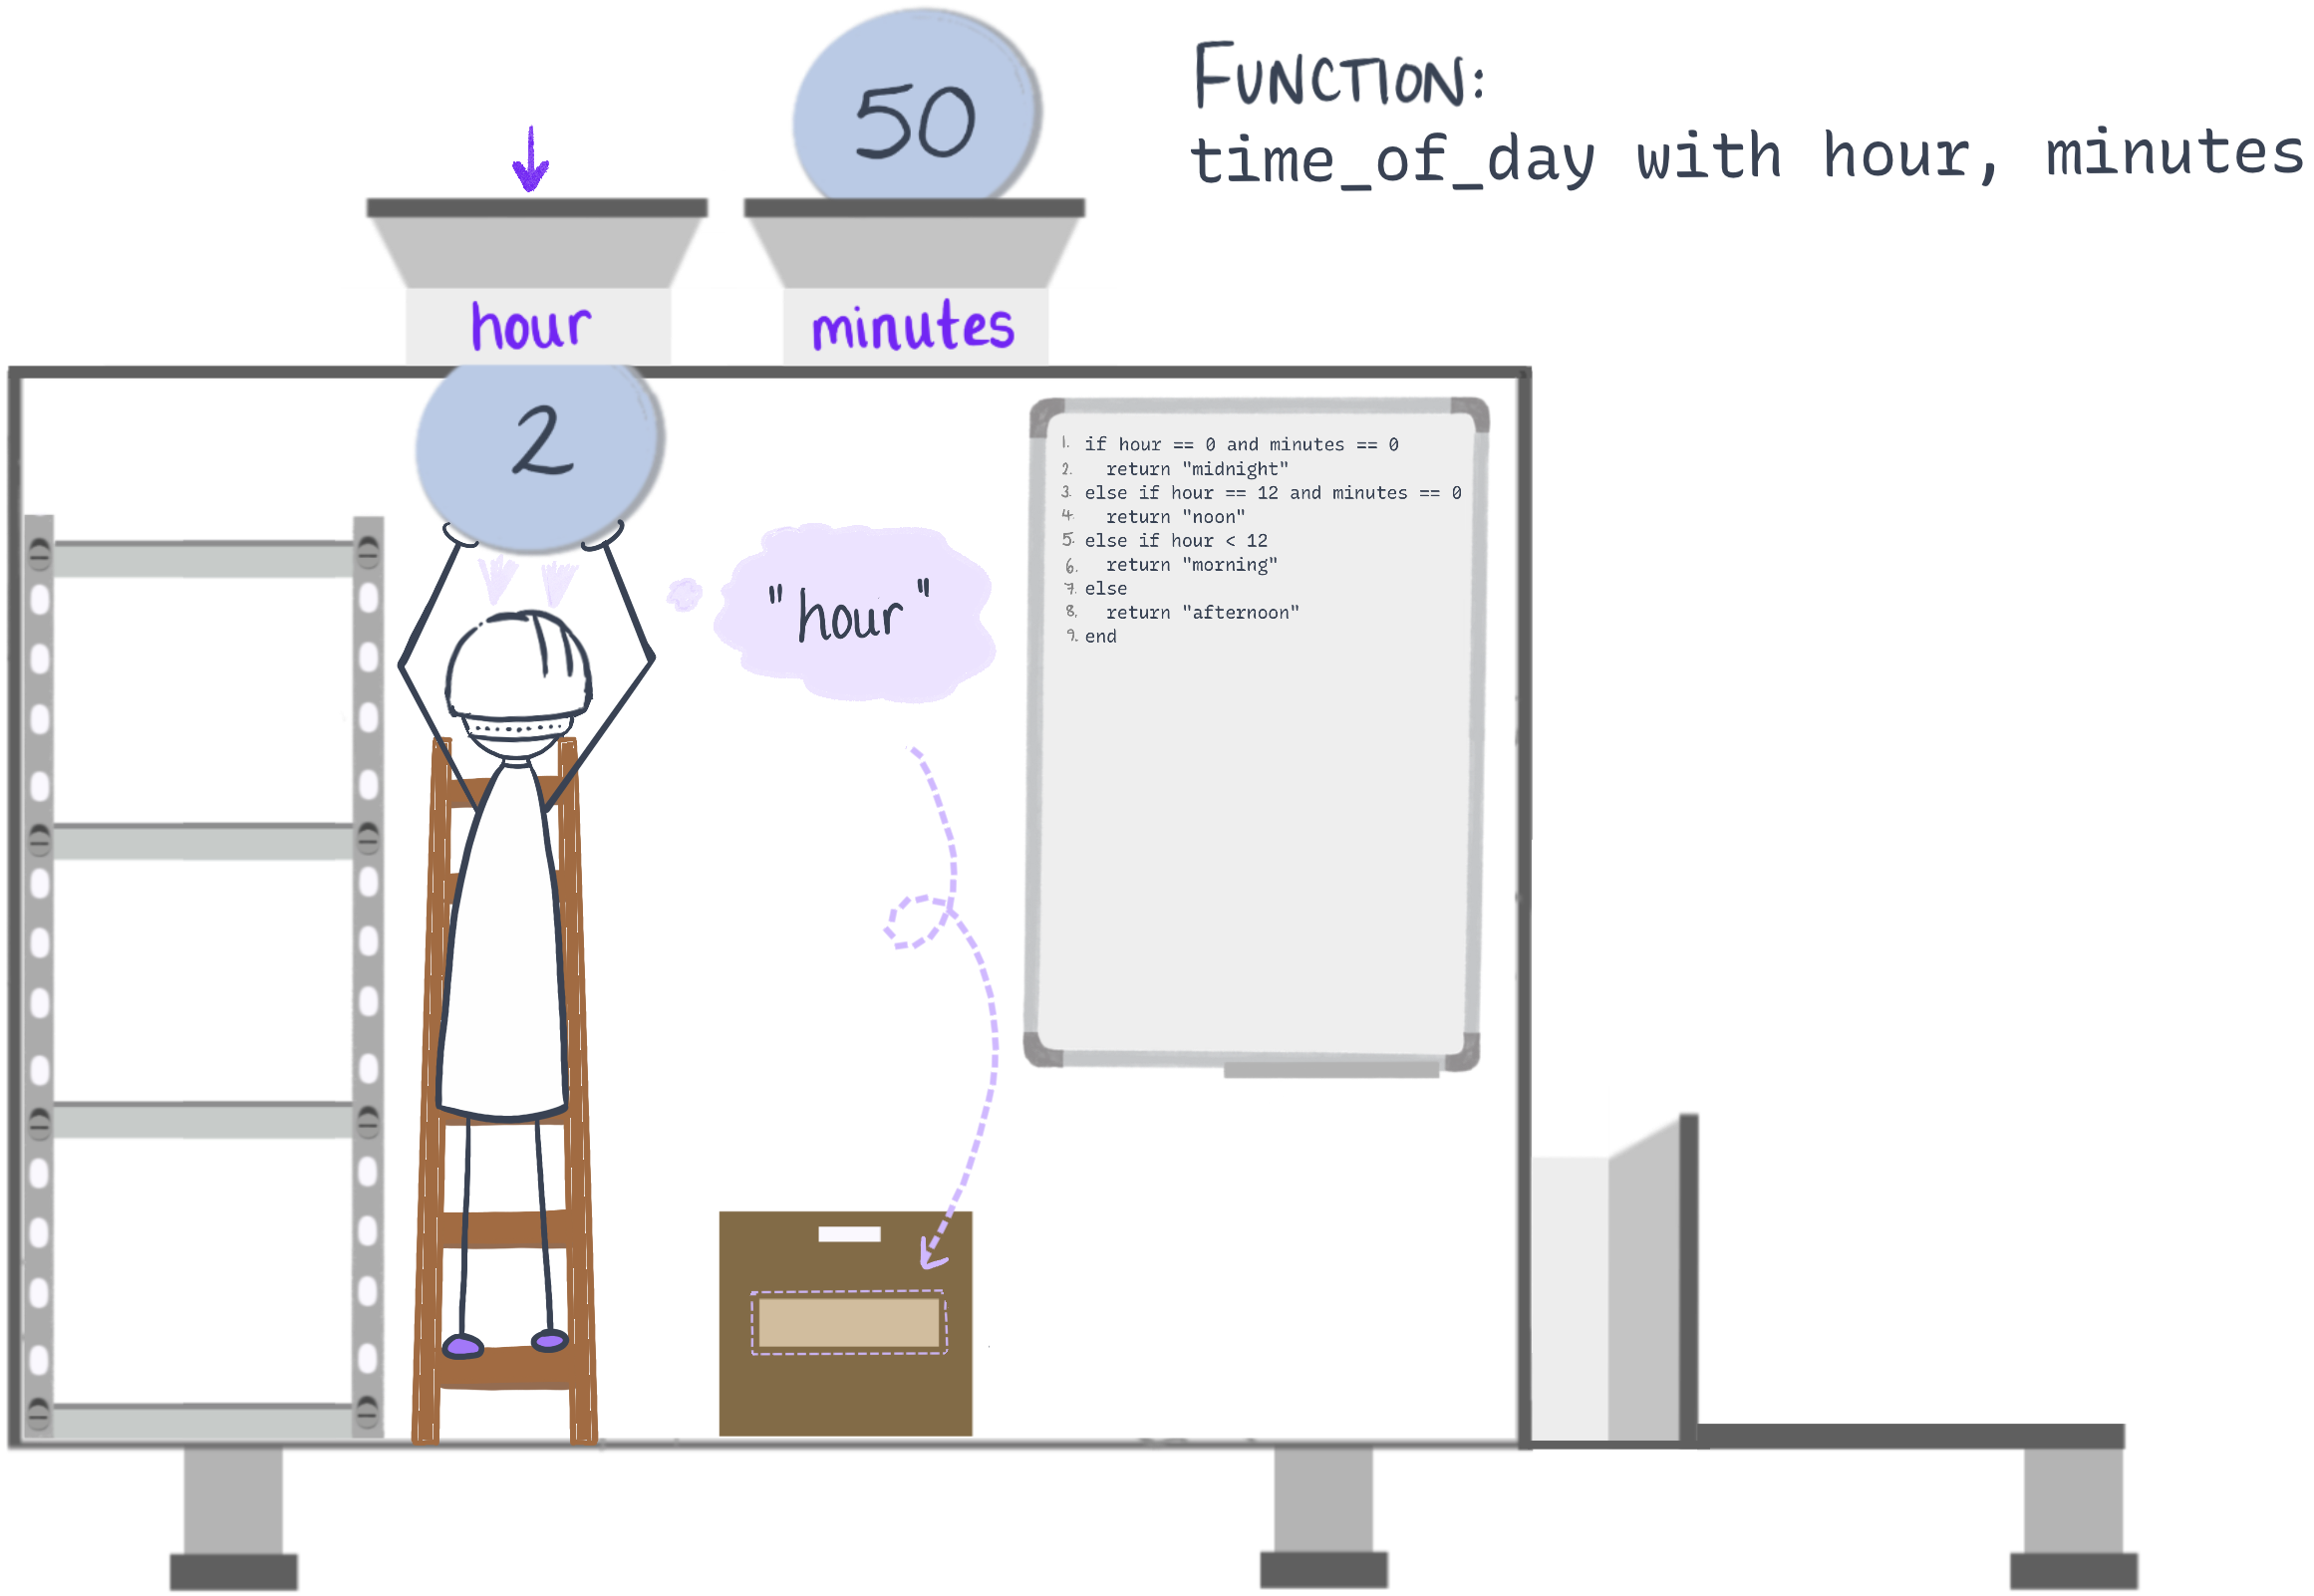 50
FUNCTION:
time_of_day with hour, minutes
hour
minutes
2
"hour"
1. if hour == 0 and minutes == 0
2. return "midnight"
3. else if hour == 12 and minutes == 0
4. return "noon"
5. else if hour < 12
6. return "morning"
7. else
8. return "afternoon"
9. end